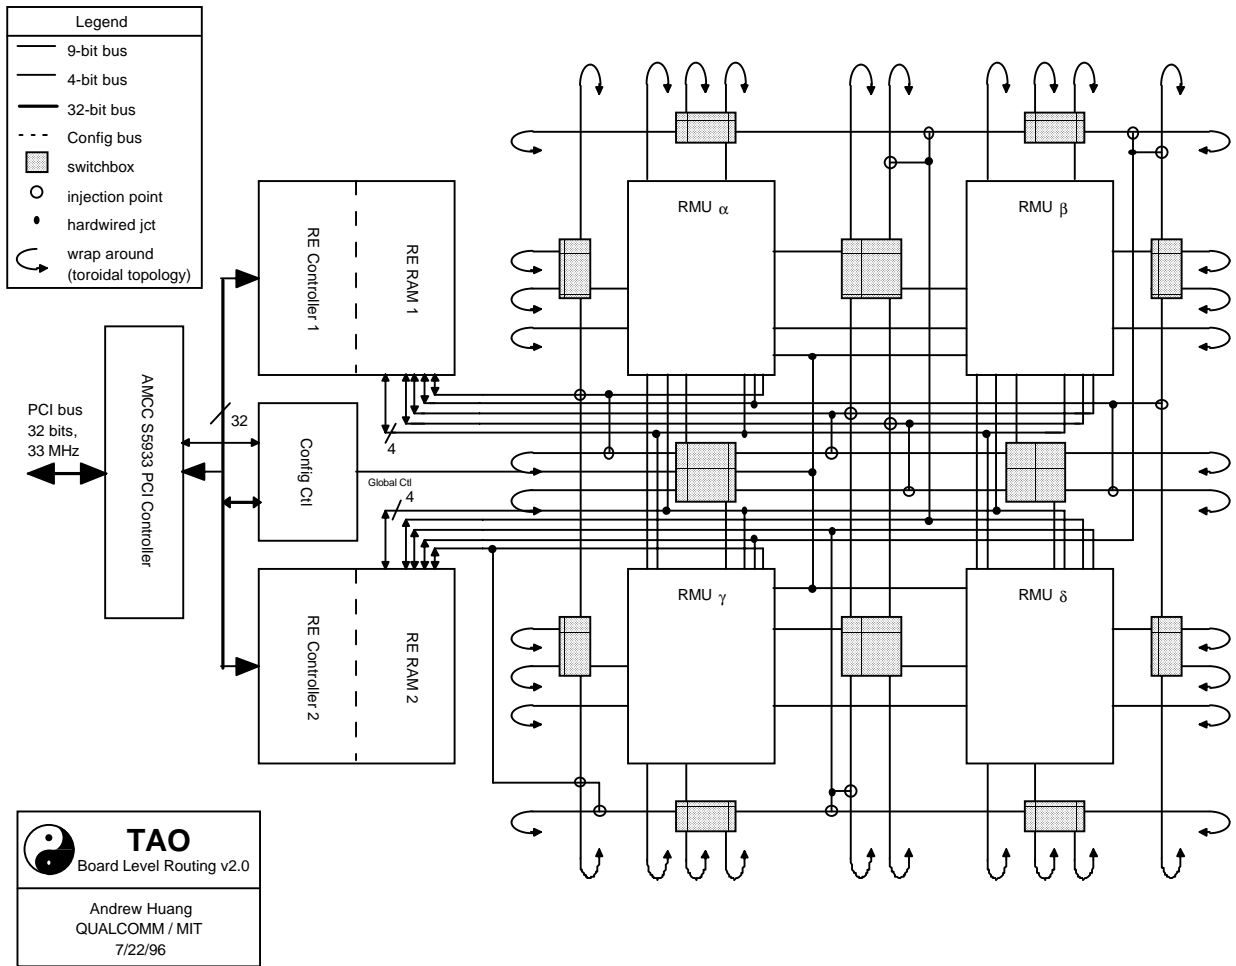 Legend
9-bit bus
4-bit bus
32-bit bus
Config bus
switchbox
injection point
hardwired jct
wrap around
(toroidal topology)
RMU α
RMU β
RE Controller 1
RE RAM 1
AMCC S5933 PCI Controller
PCI bus
32 bits,
33 MHz
32
4
Config Ctl
Global Ctl
4
RE Controller 2
RE RAM 2
RMU γ
RMU δ
TAO
Board Level Routing v2.0
Andrew Huang
QUALCOMM / MIT
7/22/96